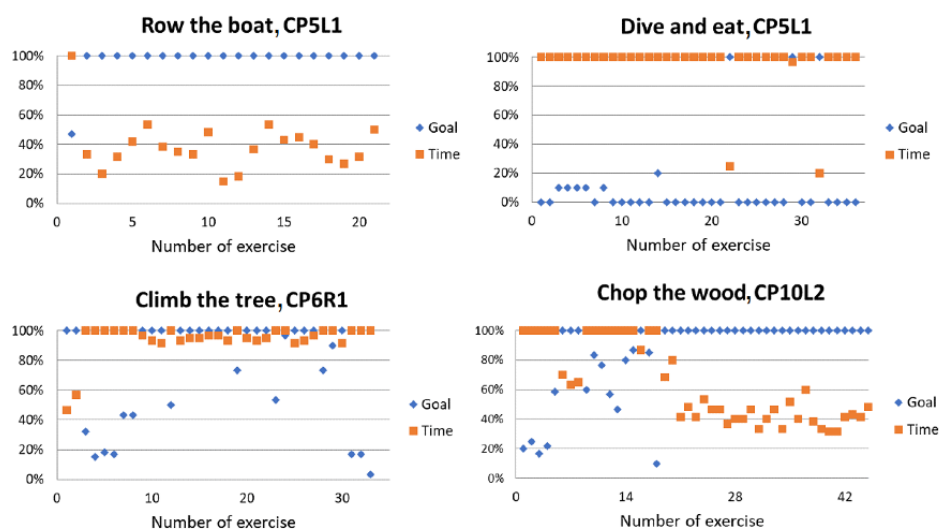 Row the boat, CP5L1
100%
80%
60%
40%
20%
0%
0 5 10 15 20
Number of exercise
Goal
Time
Dive and eat, CP5L1
100%
80%
60%
40%
20%
0%
0 10 20 30
Number of exercise
Goal
Time
Climb the tree, CP6R1
100%
80%
60%
40%
20%
0%
0 10 20 30
Number of exercise
Goal
Time
Chop the wood, CP10L2
100%
80%
60%
40%
20%
0%
0 14 28 42
Number of exercise
Goal
Time